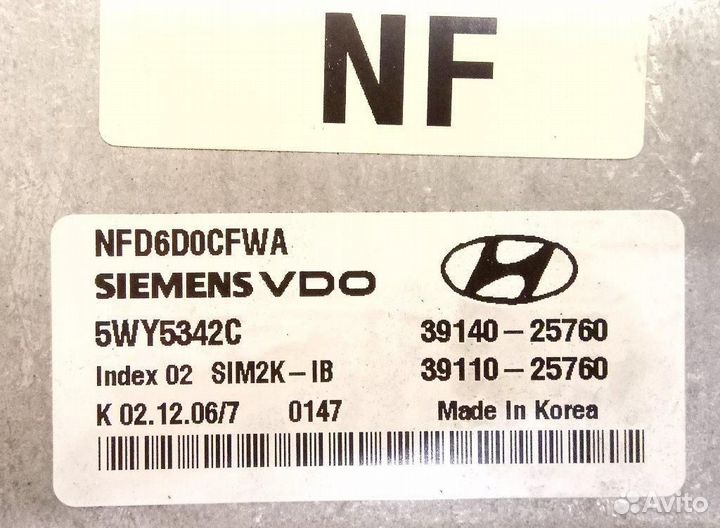 NF
NFD6D0CFWA
SIEMENS VDO
5WY5342C 39140-25760
Index 02 SIM2K-IB 39110-25760
K 02.12.06/7 0147 Made In Korea
Avito